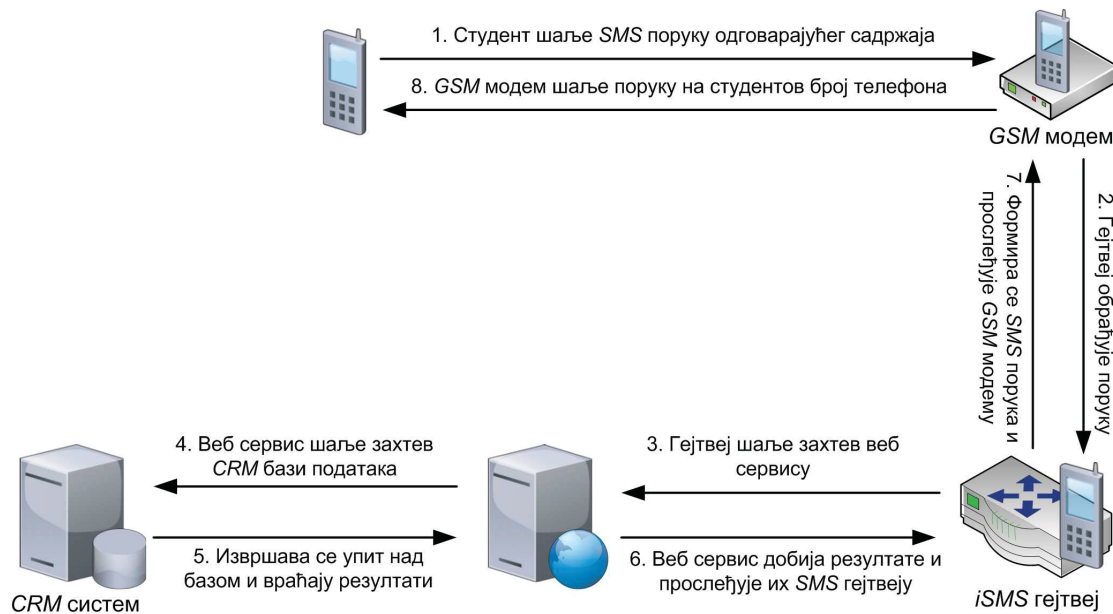 1. Студент шаље SMS поруку одговарајућег садржаја
8. GSM модем шаље поруку на студентов број телефона
GSM модем
7. Формира се SMS порука и
прослеђује GSM модему
2. Гејтвеј обрађује поруку
4. Веб сервис шаље захтев
CRM бази података
3. Гејтвеј шаље захтев веб
сервису
5. Извршава се упит над
базом и враћају резултати
6. Веб сервис добија резултате и
прослеђује их SMS гејтвеју
CRM систем
iSMS гејтвеј